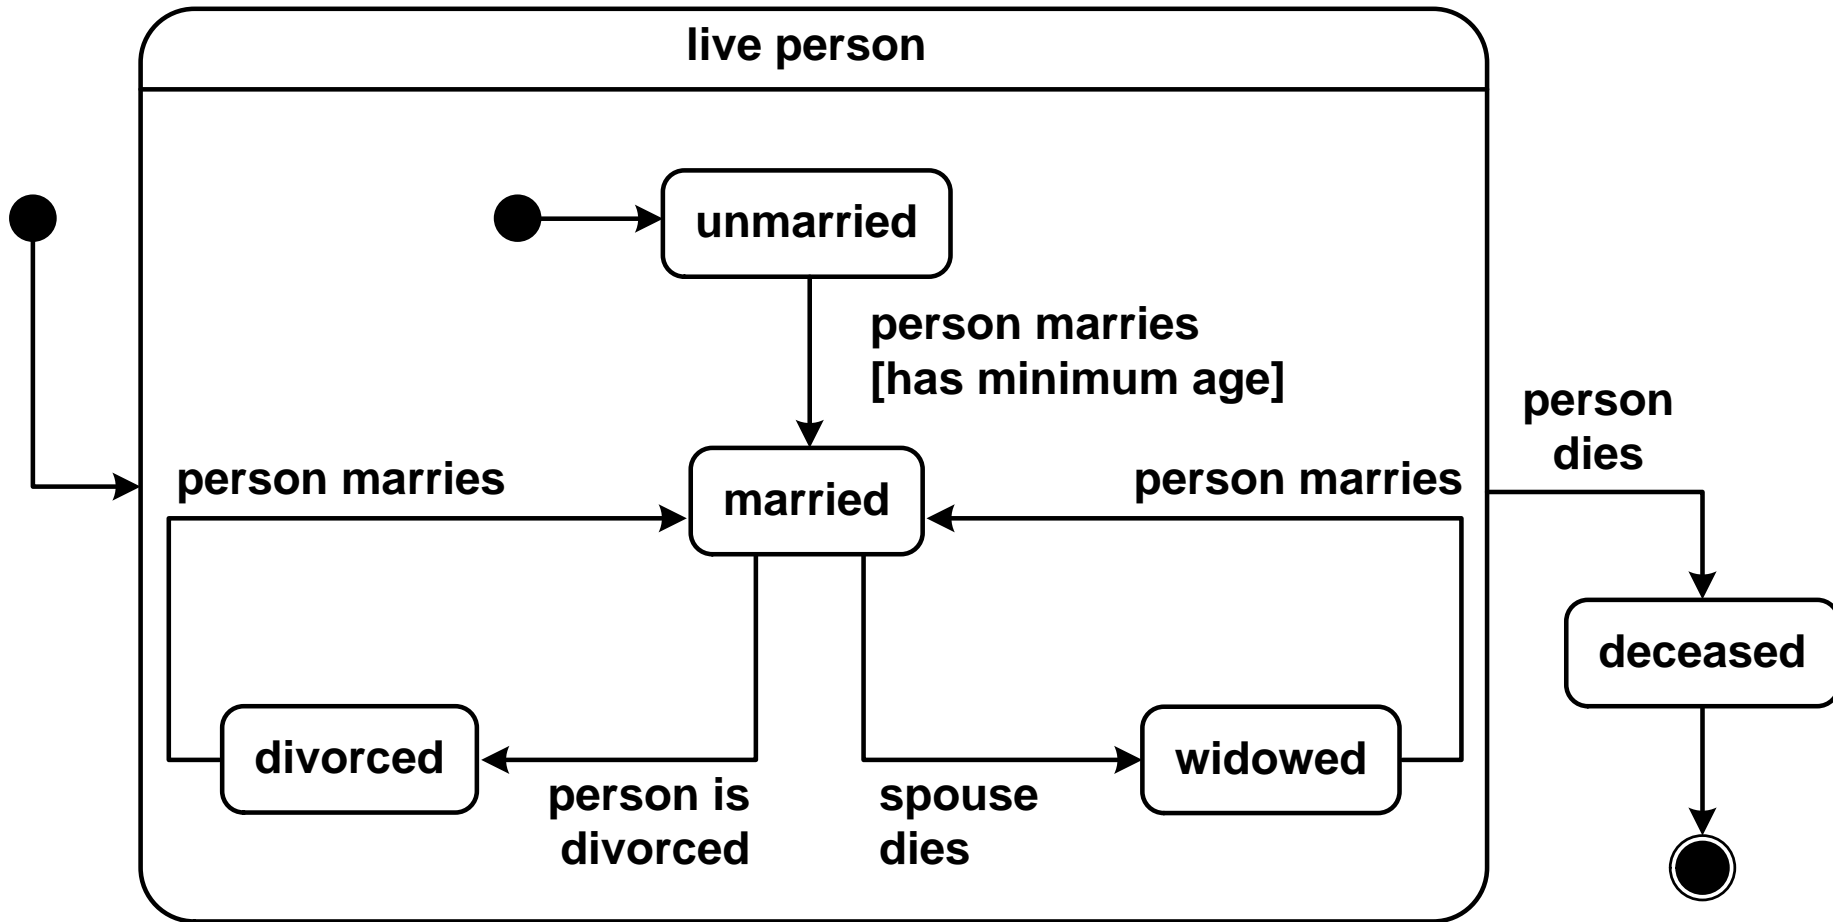 live person
unmarried
person marries
[has minimum age]
person
dies
person marries
married
person marries
deceased
divorced
widowed
person is
divorced
spouse
dies